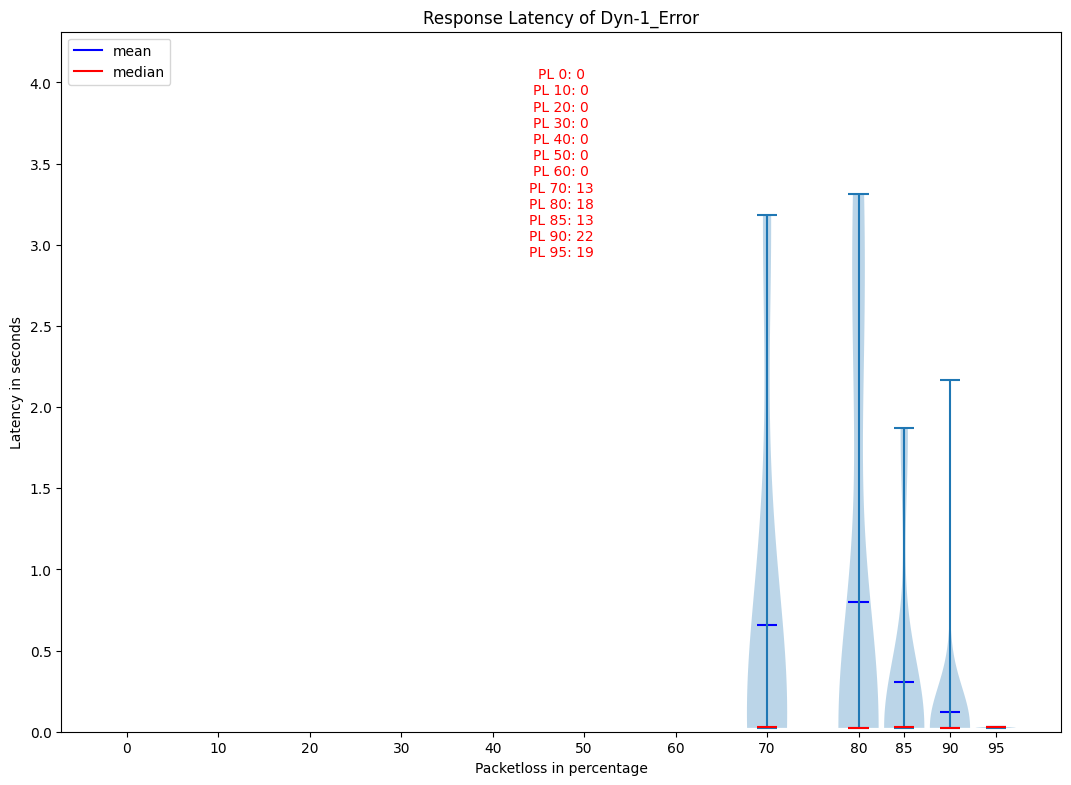 Response Latency of Dyn-1_Error
mean
median
PL 0: 0
PL 10: 0
PL 20: 0
PL 30: 0
PL 40: 0
PL 50: 0
PL 60: 0
PL 70: 13
PL 80: 18
PL 85: 13
PL 90: 22
PL 95: 19
4.0
3.5
3.0
2.5
2.0
1.5
1.0
0.5
0.0
Latency in seconds
0 10 20 30 40 50 60 70 80 85 90 95
Packetloss in percentage